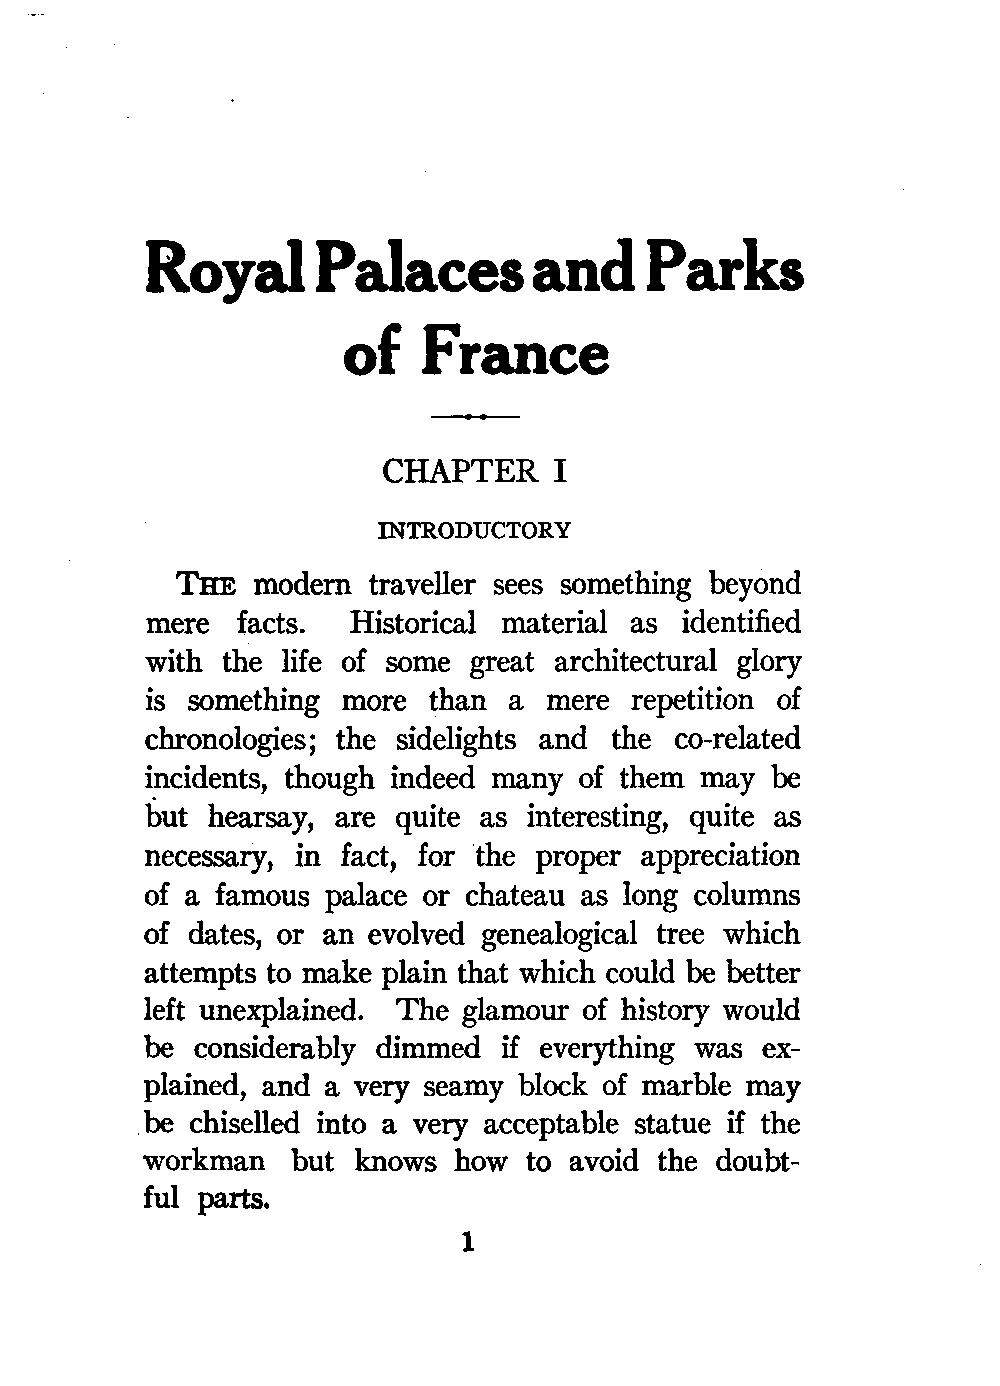 Royal Palaces and Parks
of France
CHAPTER I
INTRODUCTORY
THE modern traveller sees something beyond
mere facts. Historical material as identified
with the life of some great architectural glory
is something more than a mere repetition of
chronologies; the sidelights and the co-related
incidents, though indeed many of them may be
but hearsay, are quite as interesting, quite as
necessary, in fact, for the proper appreciation
of a famous palace or chateau as long columns
of dates, or an evolved genealogical tree which
attempts to make plain that which could be better
left unexplained. The glamour of history would
be considerably dimmed if everything was ex-
plained, and a very seamy block of marble may
be chiselled into a very acceptable statue if the
workman but knows how to avoid the doubt-
ful parts.
1